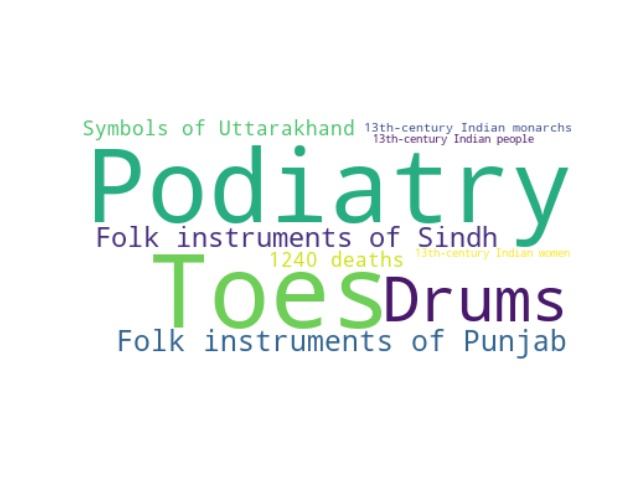 Symbols of Uttarakhand
13th-century Indian monarchs
13th-century Indian people
Podiatry
Folk instruments of Sindh
1240 deaths
13th-century Indian women
Toes
Drums
Folk instruments of Punjab